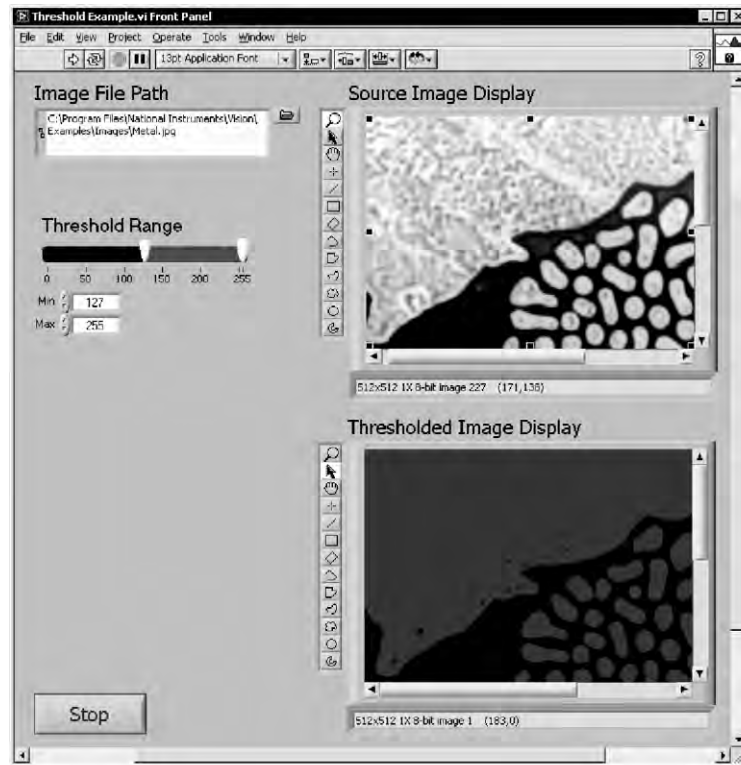 Threshold Example.vi Front Panel
File Edit View Project Operate Tools Window Help
13pt Application Font
Image File Path
C:\Program Files\National Instruments\Vision\
Examples\Images\Metal.jpg
Threshold Range
0 50 100 150 200 255
Min 127
Max 255
Source Image Display
512x512 1X 8-bit image 227 (171,138)
Thresholded Image Display
512x512 1X 8-bit image 1 (183,0)
Stop